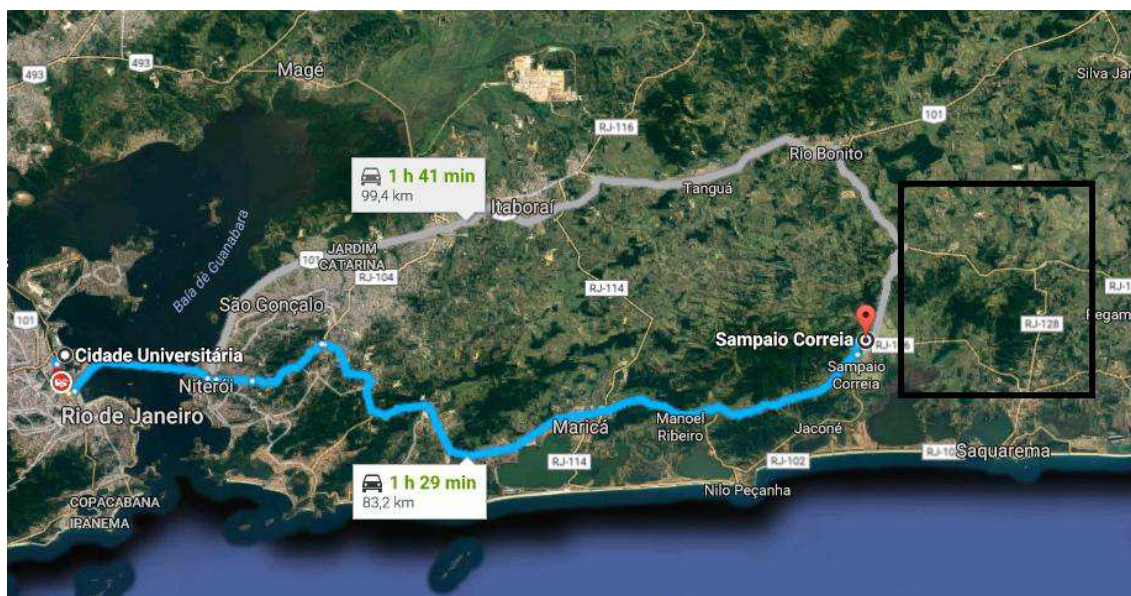 493
493
Magé
Silva Jar
101
RJ-116
Rio Bonito
1 h 41 min
99,4 km
Tanguá
Itaboraí
Baía de Guanabara
101
JARDIM
CATARINA
RJ-104
RJ-114
São Gonçalo
RJ-1
Pegam
101
RJ-128
Cidade Universitária
Sampaio Correia
Niterói
Sampaio
Correia
Rio de Janeiro
Maricá
Manoel
Ribeiro
Jaconé
Saquarema
RJ-114
RJ-102
1 h 29 min
83,2 km
Nilo Peçanha
COPACABANA
IPANEMA